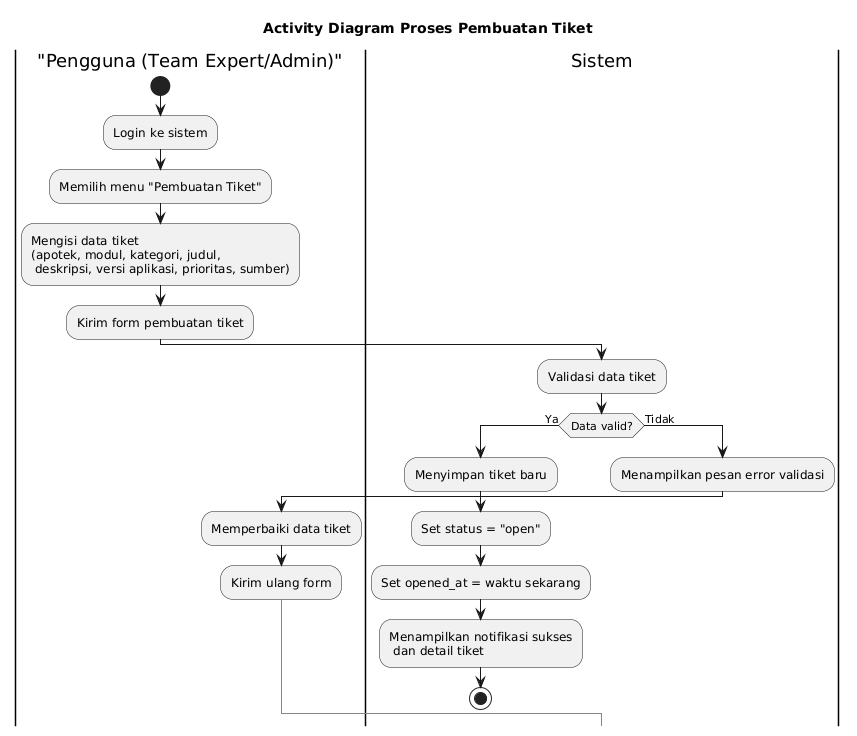 Activity Diagram Proses Pembuatan Tiket
"Pengguna (Team Expert/Admin)"
Sistem
Login ke sistem
Memilih menu "Pembuatan Tiket"
Mengisi data tiket
(apotek, modul, kategori, judul,
deskripsi, versi aplikasi, prioritas, sumber)
Kirim form pembuatan tiket
Validasi data tiket
Ya
Data valid?
Tidak
Menyimpan tiket baru
Menampilkan pesan error validasi
Memperbaiki data tiket
Set status = "open"
Kirim ulang form
Set opened_at = waktu sekarang
Menampilkan notifikasi sukses
dan detail tiket